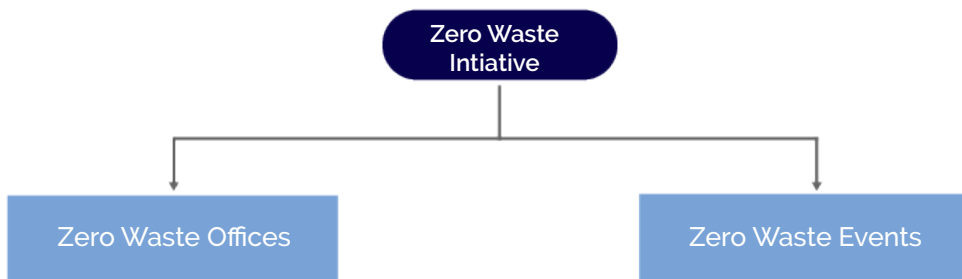 Zero Waste
Intiative
Zero Waste Offices
Zero Waste Events